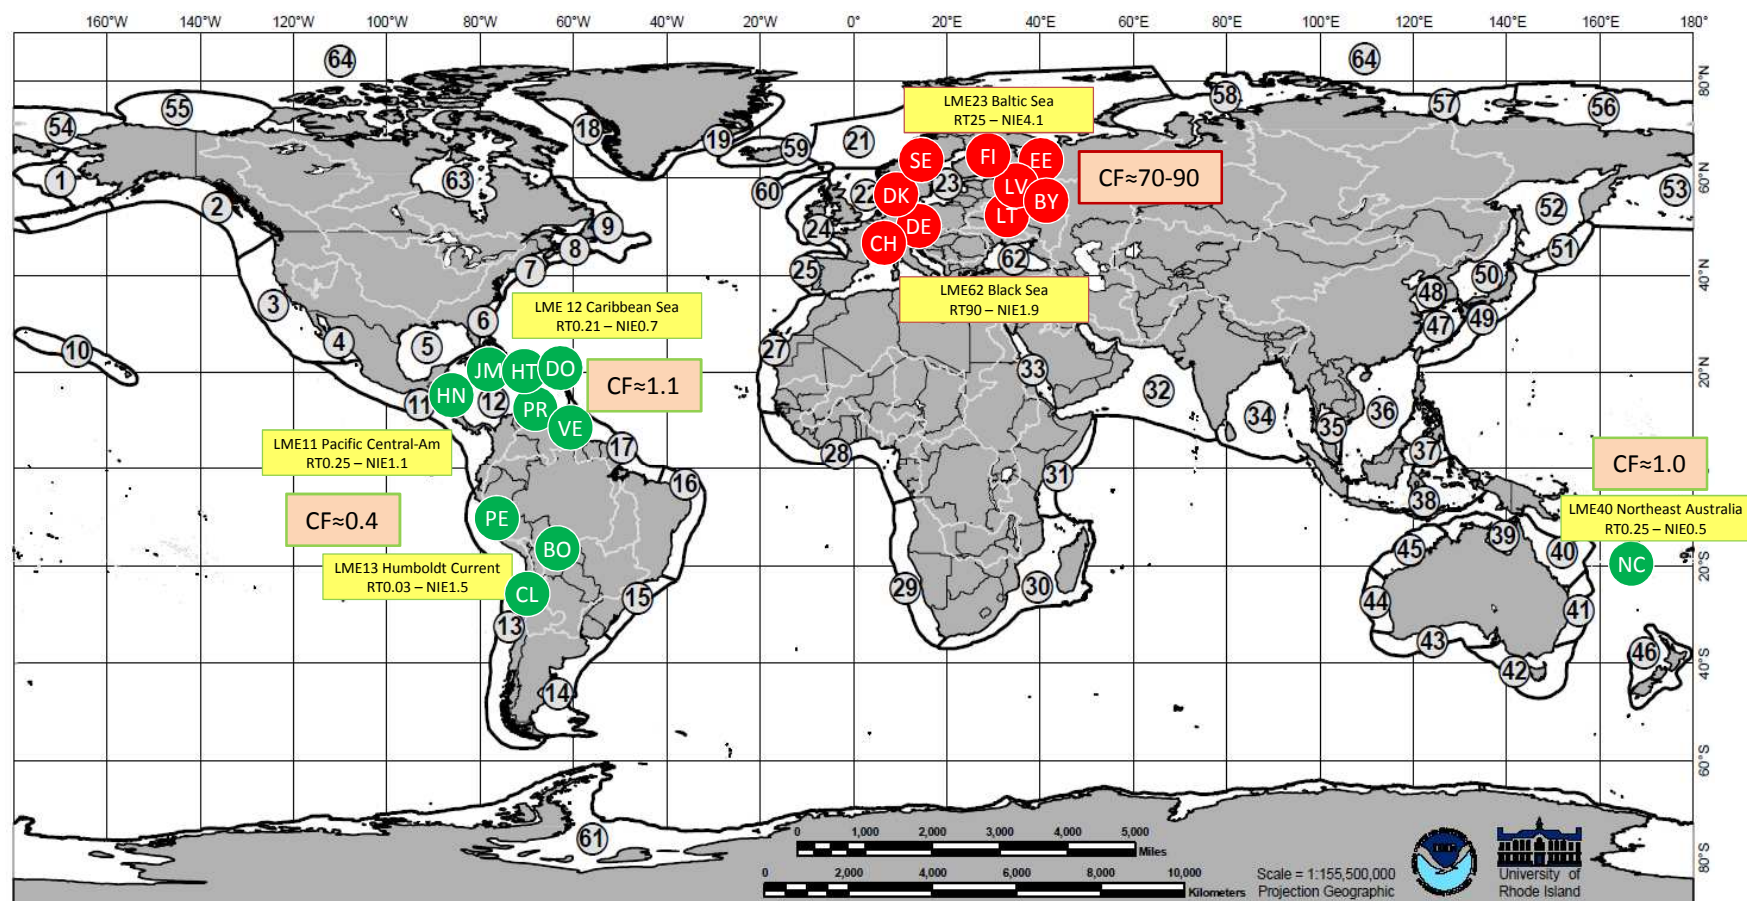 160°W 140°W 120°W 100°W 80°W 60°W 40°W 20°W 0° 20°E 40°E 60°E 80°E 100°E 120°E 140°E 160°E 180°
64 64
80°N
55 58 57 56
LME23 Baltic Sea
RT25 – NIE4.1
54 18 19 59 21
SE FI EE
CF≈70-90
60°N
1 63 60 22 23 DK LV BY 53
2 9 24 CH DE LT 52
8 7 25 62 51
40°N
LME62 Black Sea
RT90 – NIE1.9
50 48 49 47
LME 12 Caribbean Sea
RT0.21 – NIE0.7
3 4 5 6
10 27
20°N
JM HT DO
CF≈1.1
33 32 34 35 36
HN 11 12 PR VE
LME11 Pacific Central-Am
RT0.25 – NIE1.1
17 28 31 37
CF≈1.0
16 38
PE
CF≈0.4
LME40 Northeast Australia
RT0.25 – NIE0.5
BO
LME13 Humboldt Current
RT0.03 – NIE1.5
39 45 40 NC
20°S
CL 29 30
13 15 44 41
43 46
42
40°S
14
60°S
61
0 1,000 2,000 3,000 4,000 5,000
Miles
0 2,000 4,000 6,000 8,000 10,000
Kilometers
Scale = 1:155,500,000
Projection Geographic
University of
Rhode Island
80°S